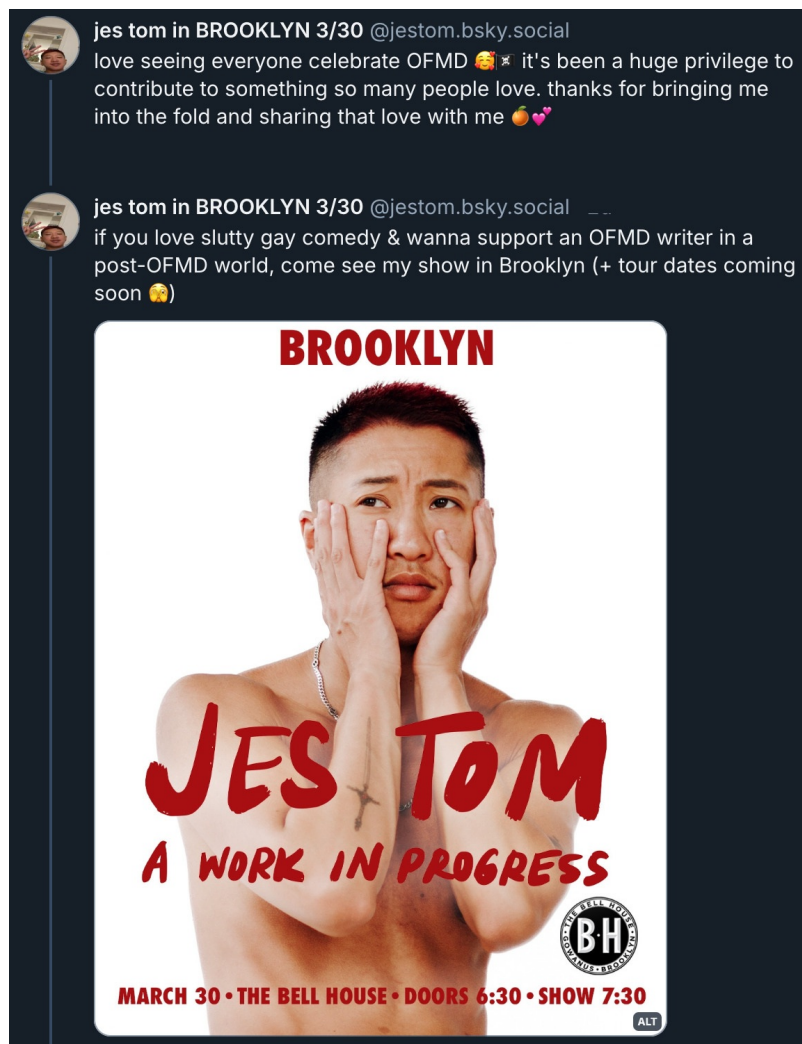 jes tom in BROOKLYN 3/30 @jestom.bsky.social
love seeing everyone celebrate OFMD 🥰🏴‍☠️ it's been a huge privilege to
contribute to something so many people love. thanks for bringing me
into the fold and sharing that love with me 🍊💕
jes tom in BROOKLYN 3/30 @jestom.bsky.social
if you love slutty gay comedy & wanna support an OFMD writer in a
post-OFMD world, come see my show in Brooklyn (+ tour dates coming
soon 🫣)
BROOKLYN
JES TOM
A WORK IN PROGRESS
THE BELL HOUSE
B·H
GOWANUS·BROOKLYN
MARCH 30 • THE BELL HOUSE • DOORS 6:30 • SHOW 7:30
ALT